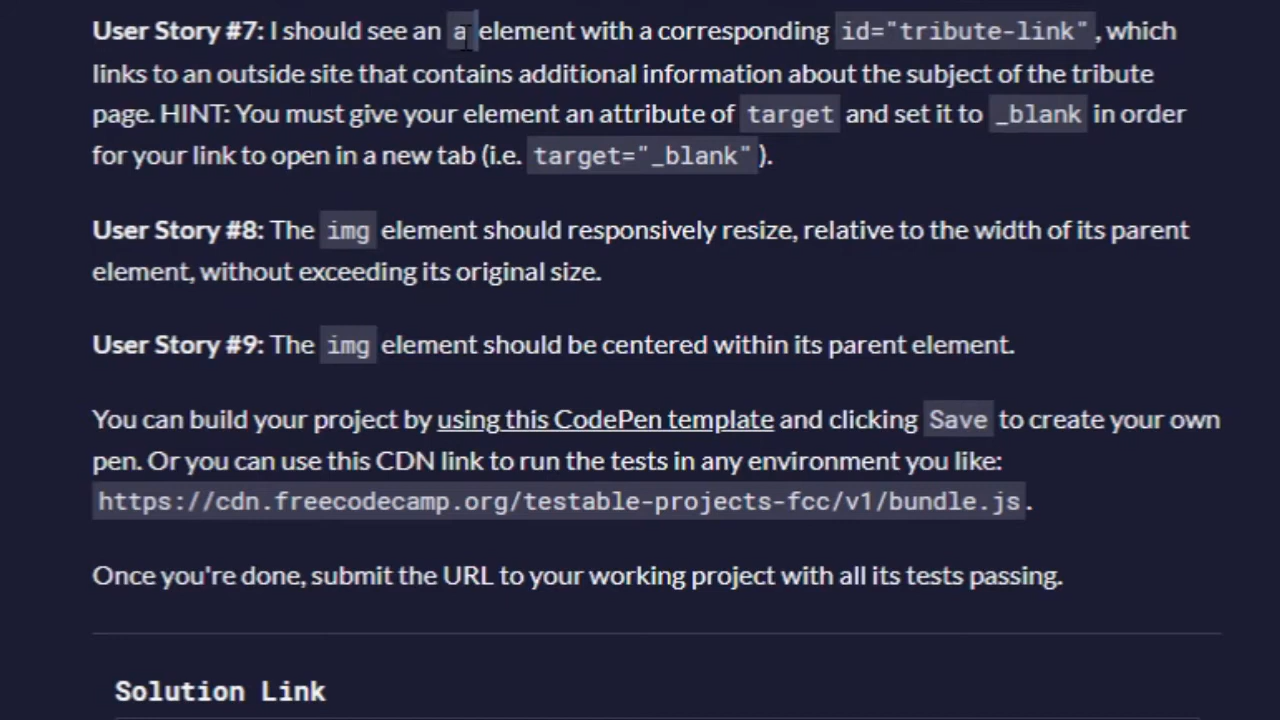 User Story #7: I should see an a element with a corresponding id="tribute-link", which
links to an outside site that contains additional information about the subject of the tribute
page. HINT: You must give your element an attribute of target and set it to _blank in order
for your link to open in a new tab (i.e. target="_blank").
User Story #8: The img element should responsively resize, relative to the width of its parent
element, without exceeding its original size.
User Story #9: The img element should be centered within its parent element.
You can build your project by using this CodePen template and clicking Save to create your own
pen. Or you can use this CDN link to run the tests in any environment you like:
https://cdn.freecodecamp.org/testable-projects-fcc/v1/bundle.js.
Once you're done, submit the URL to your working project with all its tests passing.
Solution Link